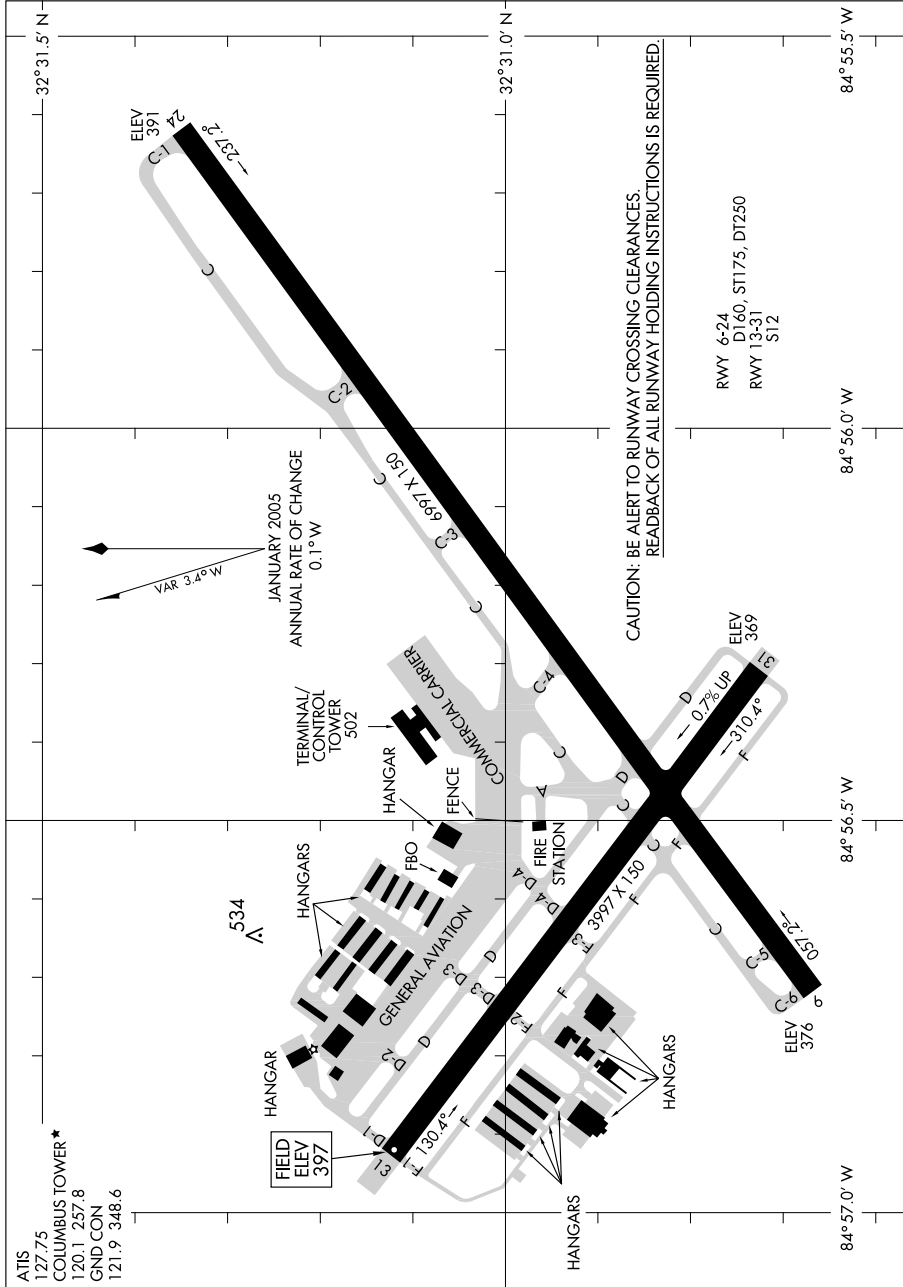 ATIS
127.75
COLUMBUS TOWER★
120.1 257.8
GND CON
121.9 348.6
32°31.5' N
32°31.0' N
84°55.5' W
84°56.0' W
84°56.5' W
84°57.0' W
ELEV
391
24
237.2°
C-1
C
C-2
C
6997 X 150
C-3
C
VAR 3.4° W
JANUARY 2005
ANNUAL RATE OF CHANGE
0.1° W
CAUTION: BE ALERT TO RUNWAY CROSSING CLEARANCES.
READBACK OF ALL RUNWAY HOLDING INSTRUCTIONS IS REQUIRED.
RWY 6-24
D160, ST175, DT250
RWY 13-31
S12
TERMINAL/
CONTROL
TOWER
502
COMMERCIAL CARRIER
C-4
C
A
D
C
ELEV
369
31
0.7% UP
310.4°
D
F
HANGAR
FENCE
FBO
FIRE
STATION
534
HANGARS
GENERAL AVIATION
D-4
D-4
3997 X 150
F-3
F
C
F
C
C-5
057.2°
C-6
6
ELEV
376
D
D-3
D-3
F
F-2
D
D-2
HANGAR
FIELD
ELEV
397
D-1
13
F-1
130.4°
F
HANGARS
HANGARS